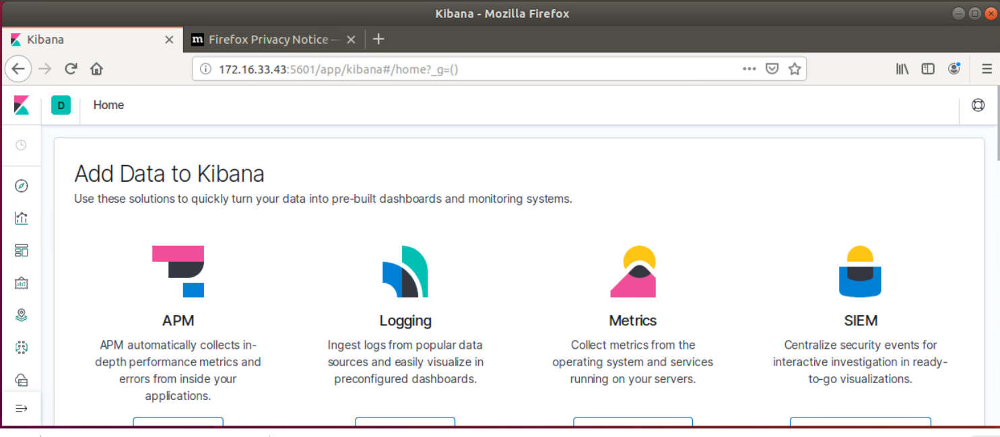 Kibana - Mozilla Firefox
Kibana
m Firefox Privacy Notice —
172.16.33.43:5601/app/kibana#/home?_g=()
D Home
Add Data to Kibana
Use these solutions to quickly turn your data into pre-built dashboards and monitoring systems.
APM
APM automatically collects in-
depth performance metrics and
errors from inside your
applications.
Logging
Ingest logs from popular data
sources and easily visualize in
preconfigured dashboards.
Metrics
Collect metrics from the
operating system and services
running on your servers.
SIEM
Centralize security events for
interactive investigation in ready-
to-go visualizations.